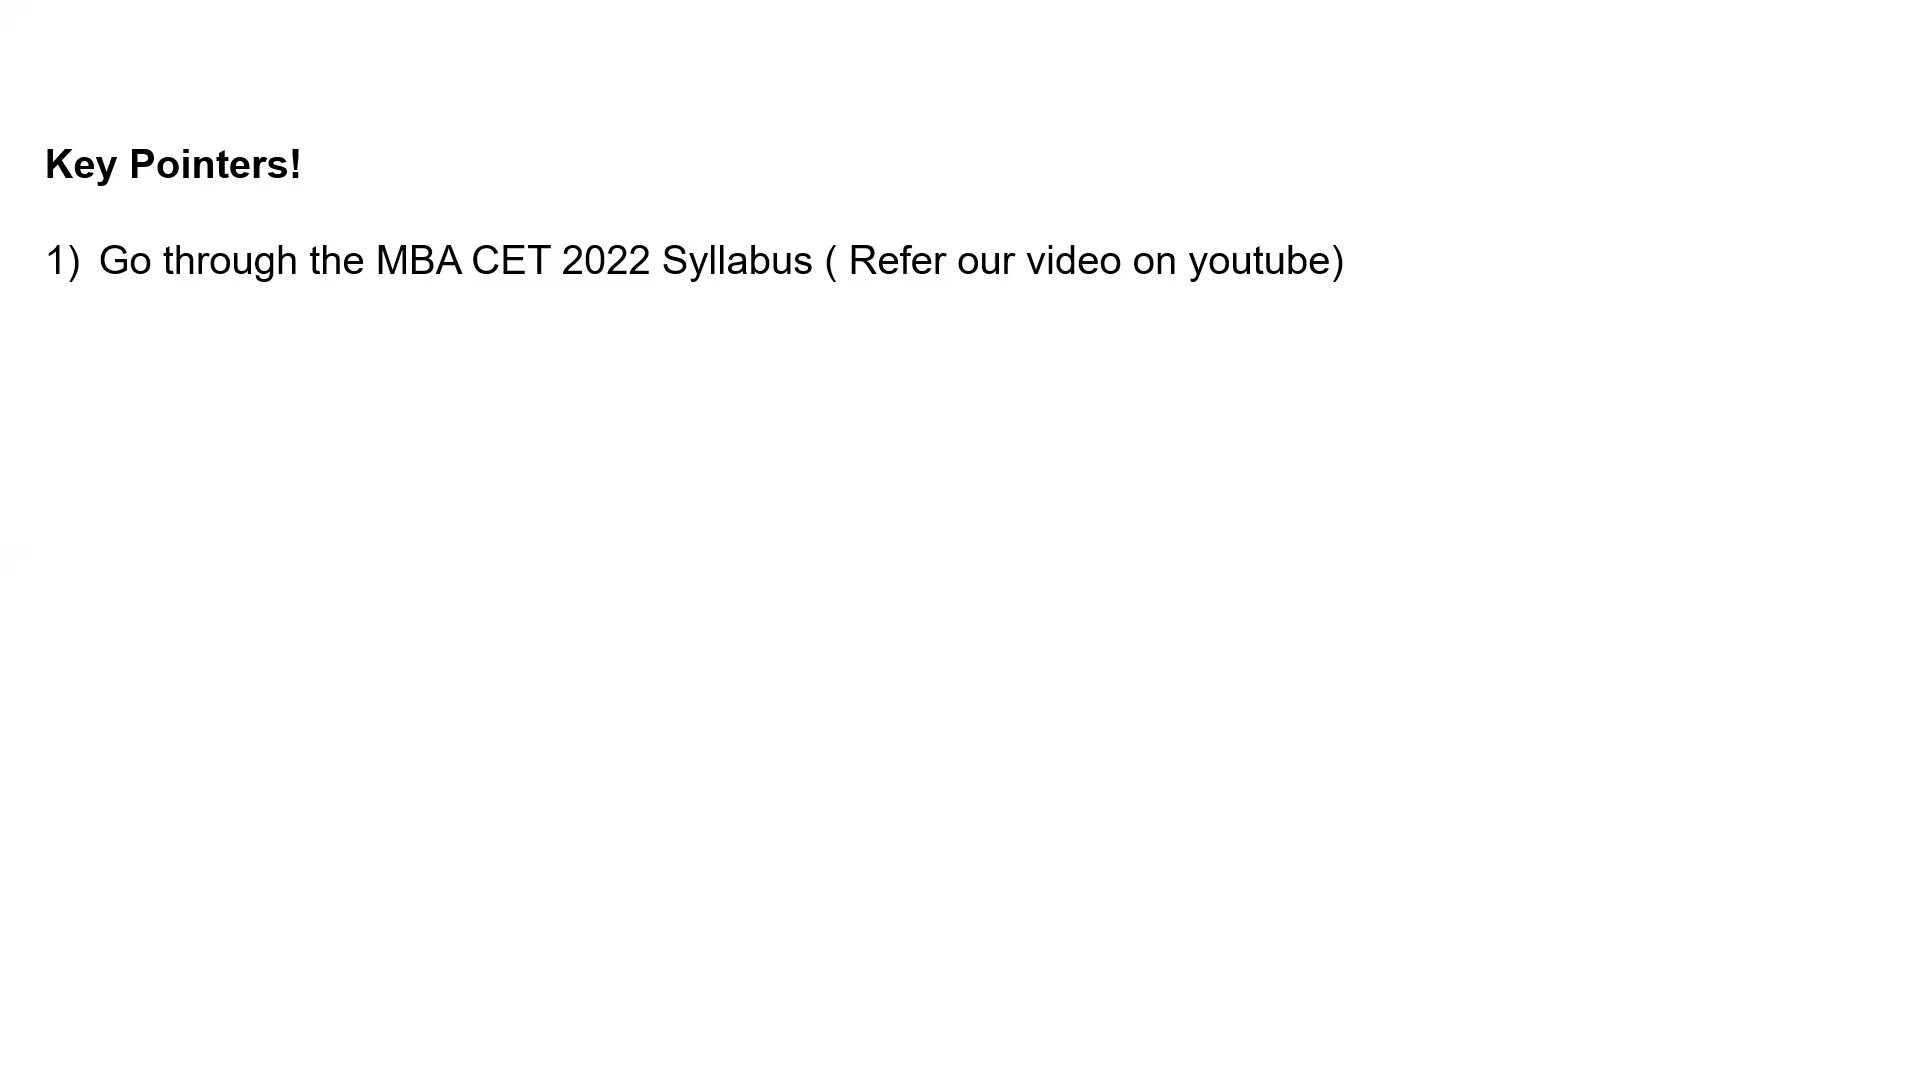 Key Pointers!
1) Go through the MBA CET 2022 Syllabus ( Refer our video on youtube)